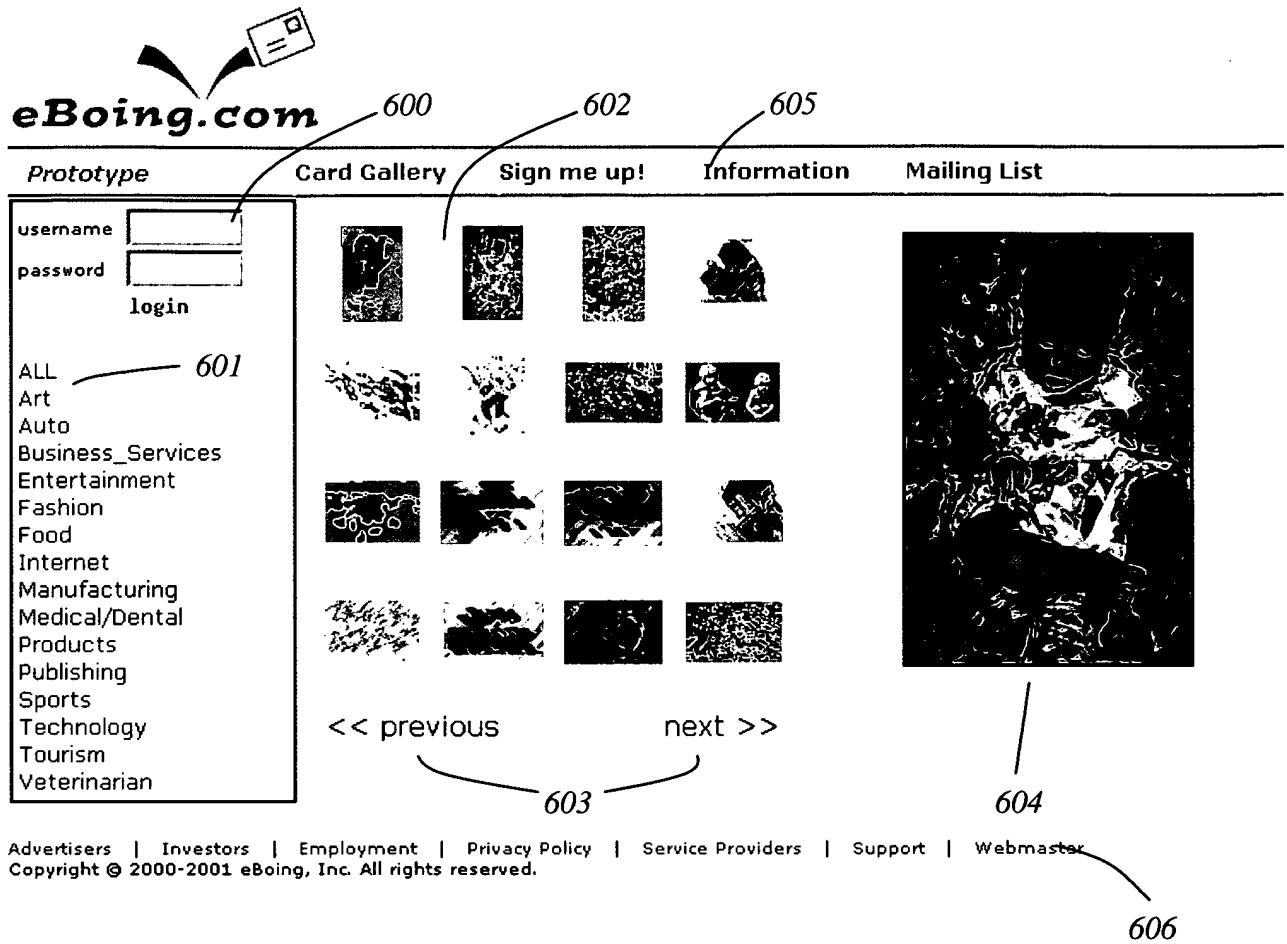 eBoing.com
600
602
605
Prototype Card Gallery Sign me up! Information Mailing List
username
password
login
601
ALL
Art
Auto
Business_Services
Entertainment
Fashion
Food
Internet
Manufacturing
Medical/Dental
Products
Publishing
Sports
Technology
Tourism
Veterinarian
<< previous next >>
603
604
Advertisers | Investors | Employment | Privacy Policy | Service Providers | Support | Webmaster
Copyright © 2000-2001 eBoing, Inc. All rights reserved.
606